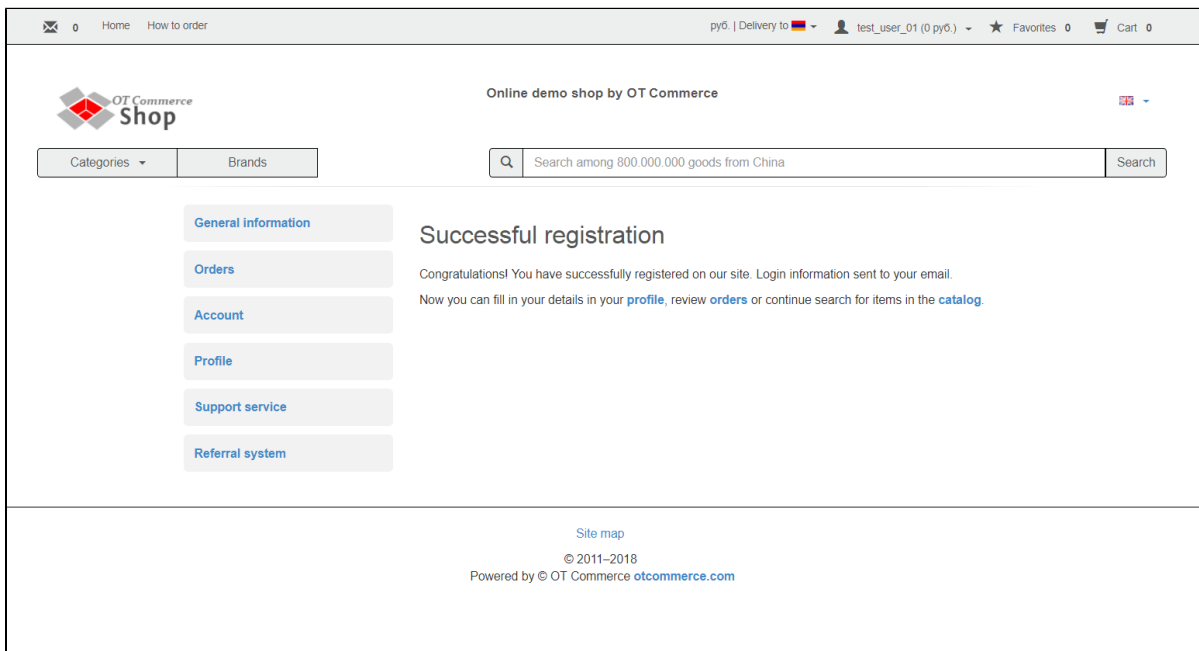 0 Home How to order руб. | Delivery to test_user_01 (0 руб.) Favorites 0 Cart 0
OT Commerce
Shop
Online demo shop by OT Commerce
Categories Brands Search among 800.000.000 goods from China Search
General information
Orders
Account
Profile
Support service
Referral system
Successful registration
Congratulations! You have successfully registered on our site. Login information sent to your email.
Now you can fill in your details in your profile, review orders or continue search for items in the catalog.
Site map
© 2011–2018
Powered by © OT Commerce otcommerce.com